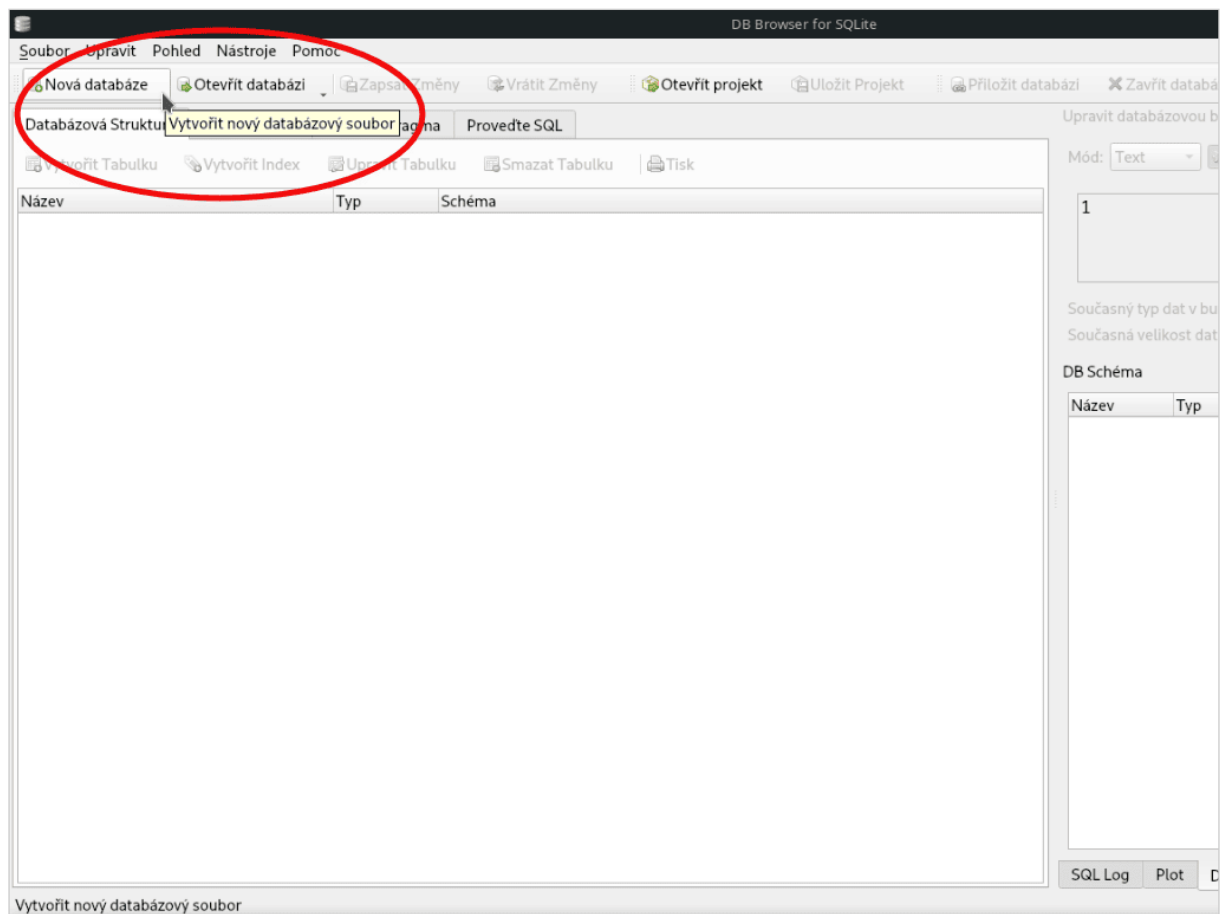 DB Browser for SQLite
Soubor Upravit Pohled Nástroje Pomoc
Nová databáze Otevřít databázi Zapsat Změny Vrátit Změny Otevřít projekt Uložit Projekt Přiložit databázi Zavřít databá
Databázová Struktur Vytvořit nový databázový soubor agma Proveďte SQL
Vytvořit Tabulku Vytvořit Index Upravit Tabulku Smazat Tabulku Tisk
Název Typ Schéma
Upravit databázovou b
Mód: Text
1
Současný typ dat v bu
Současná velikost dat
DB Schéma
Název Typ
SQL Log Plot D
Vytvořit nový databázový soubor